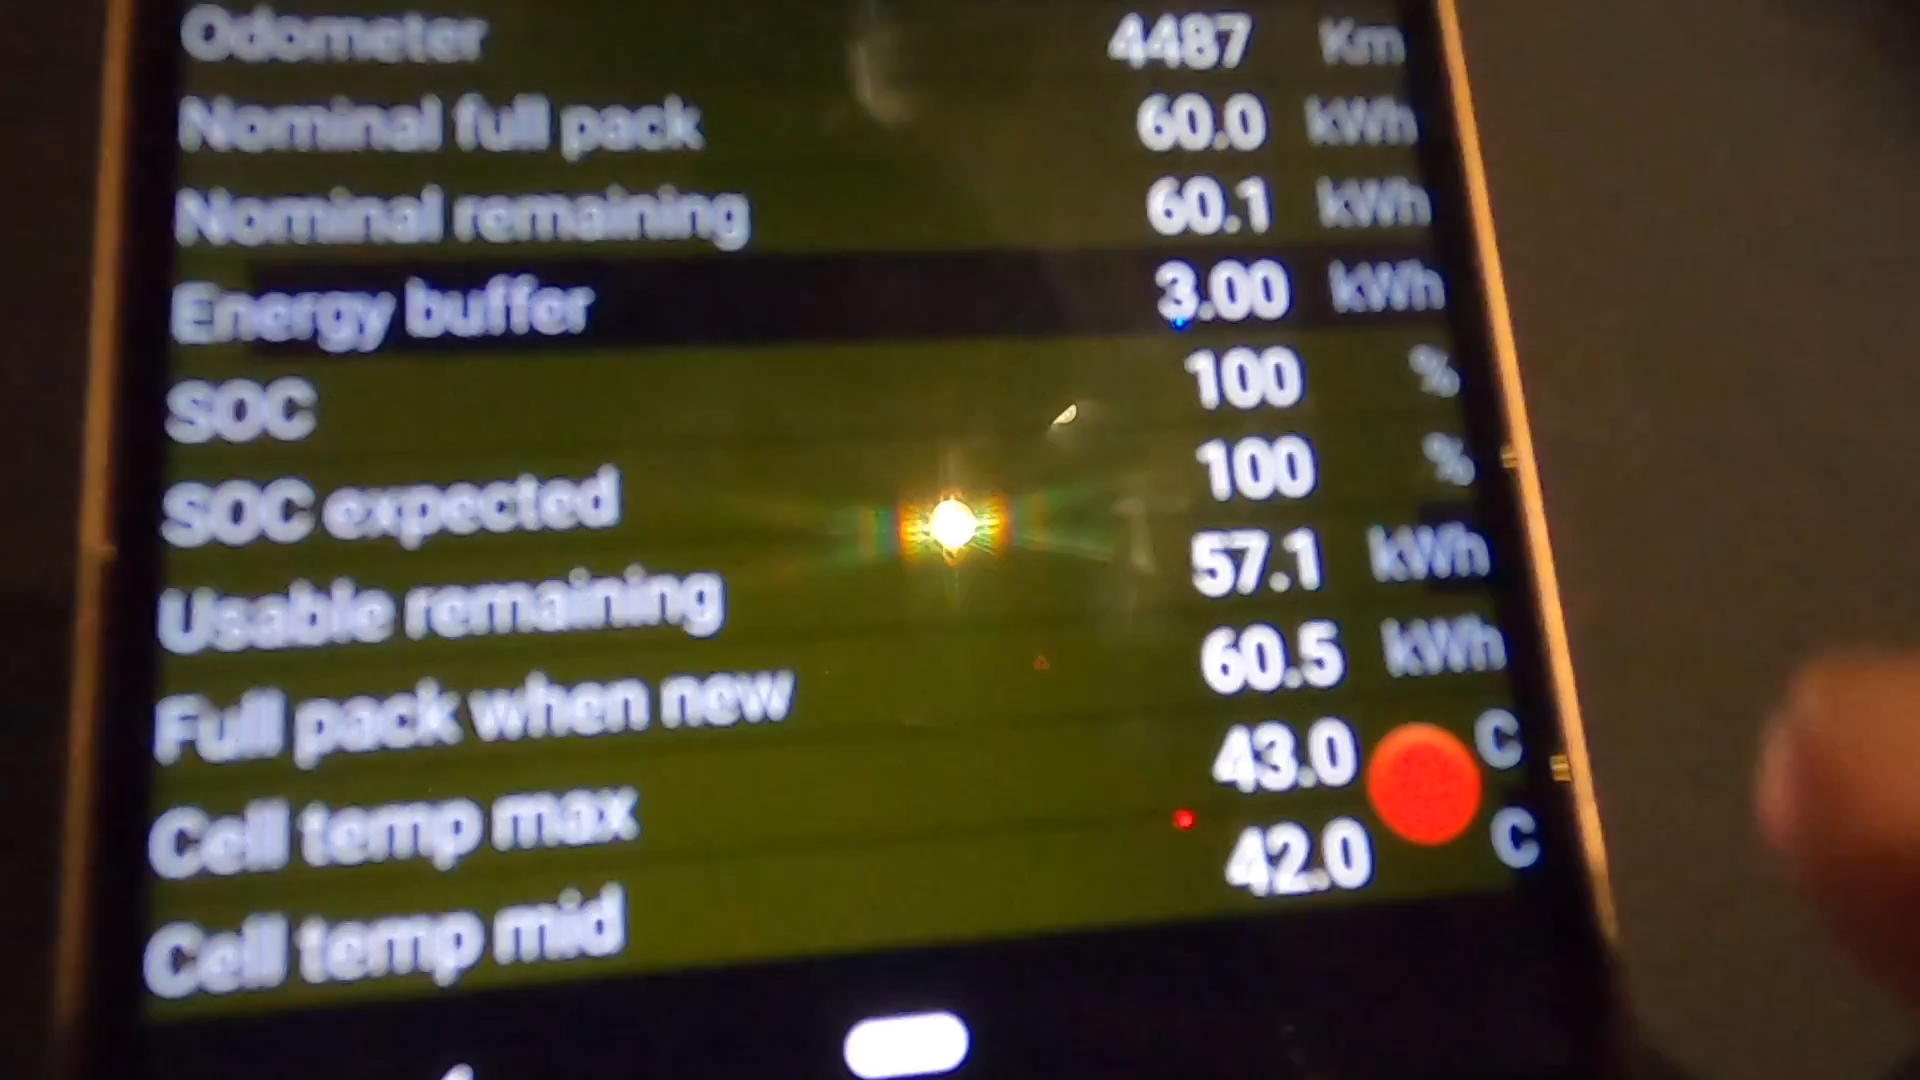 Odometer 4487 Km
Nominal full pack 60.0 kWh
Nominal remaining 60.1 kWh
Energy buffer 3.00 kWh
SOC 100 %
SOC expected 100 %
Usable remaining 57.1 kWh
Full pack when new 60.5 kWh
Cell temp max 43.0 C
Cell temp mid 42.0 C